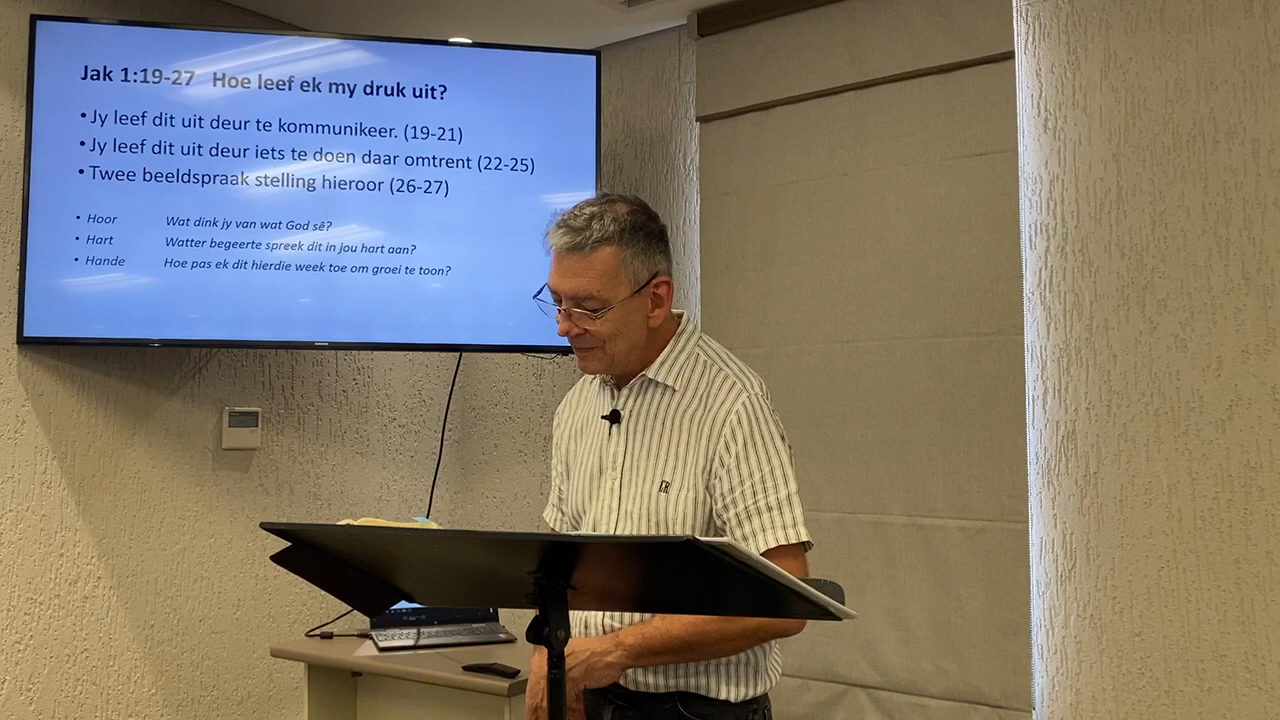 Jak 1:19-27 Hoe leef ek my druk uit?
• Jy leef dit uit deur te kommunikeer. (19-21)
• Jy leef dit uit deur iets te doen daar omtrent (22-25)
• Twee beeldspraak stelling hieroor (26-27)
• Hoor Wat dink jy van wat God sê?
• Hart Watter begeerte spreek dit in jou hart aan?
• Hande Hoe pas ek dit hierdie week toe om groei te toon?